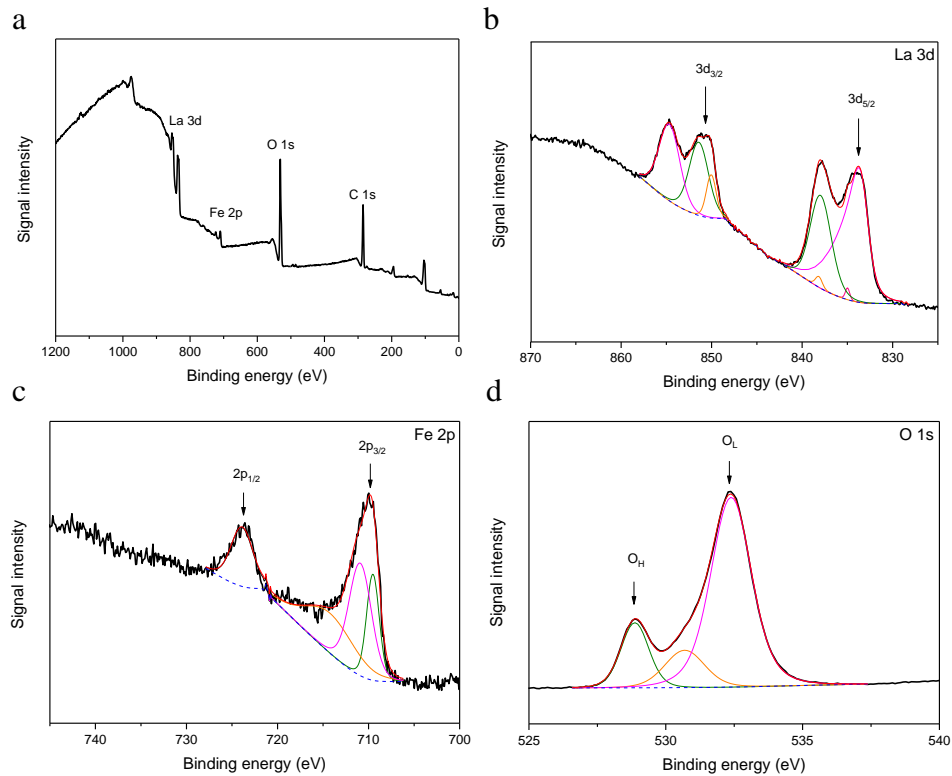 a
La 3d
O 1s
C 1s
Fe 2p
Signal intensity
1200 1000 800 600 400 200 0
Binding energy (eV)
b
La 3d
3d3/2
3d5/2
Signal intensity
870 860 850 840 830
Binding energy (eV)
c
Fe 2p
2p3/2
2p1/2
Signal intensity
740 730 720 710 700
Binding energy (eV)
d
O 1s
OL
OH
Signal intensity
525 530 535 540
Binding energy (eV)